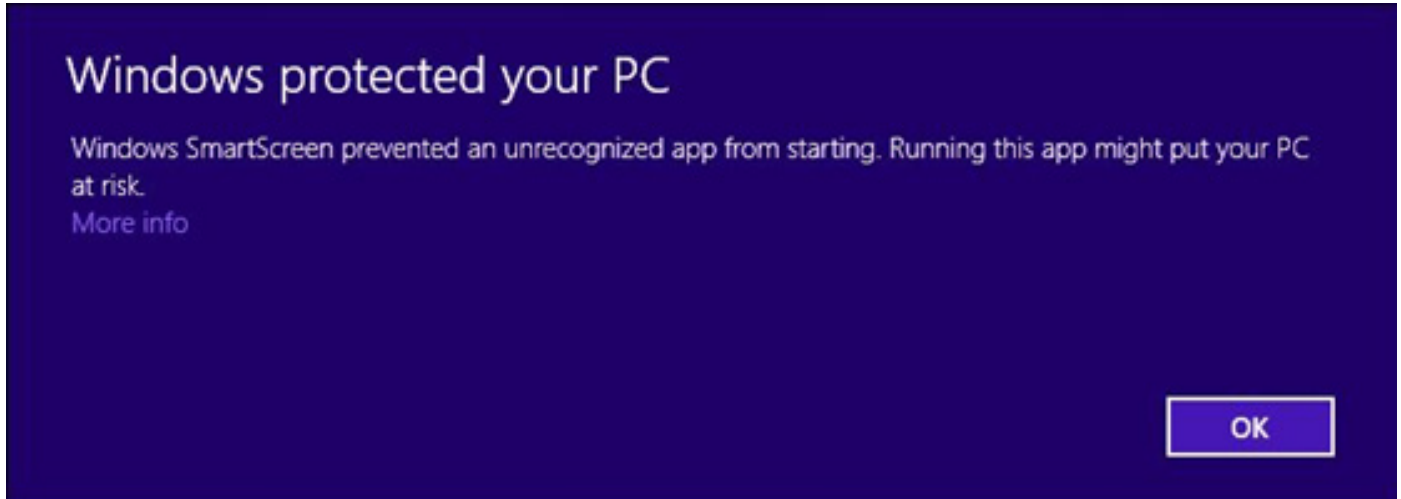 Windows protected your PC
Windows SmartScreen prevented an unrecognized app from starting. Running this app might put your PC
at risk.
More info
OK